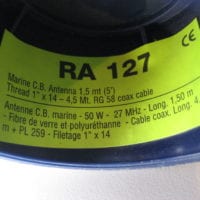 CE
RA 127
Marine C.B. Antenna 1,5 mt (5')
Thread 1" x 14 – 4,5 Mt. RG 58 coax cable
Antenne C.B. marine - 50 W - 27 MHz - Long. 1,50 m
- Fibre de verre et polyuréthanne - Cable coax. Long. 4,
m + PL 259 - Filetage 1" x 14